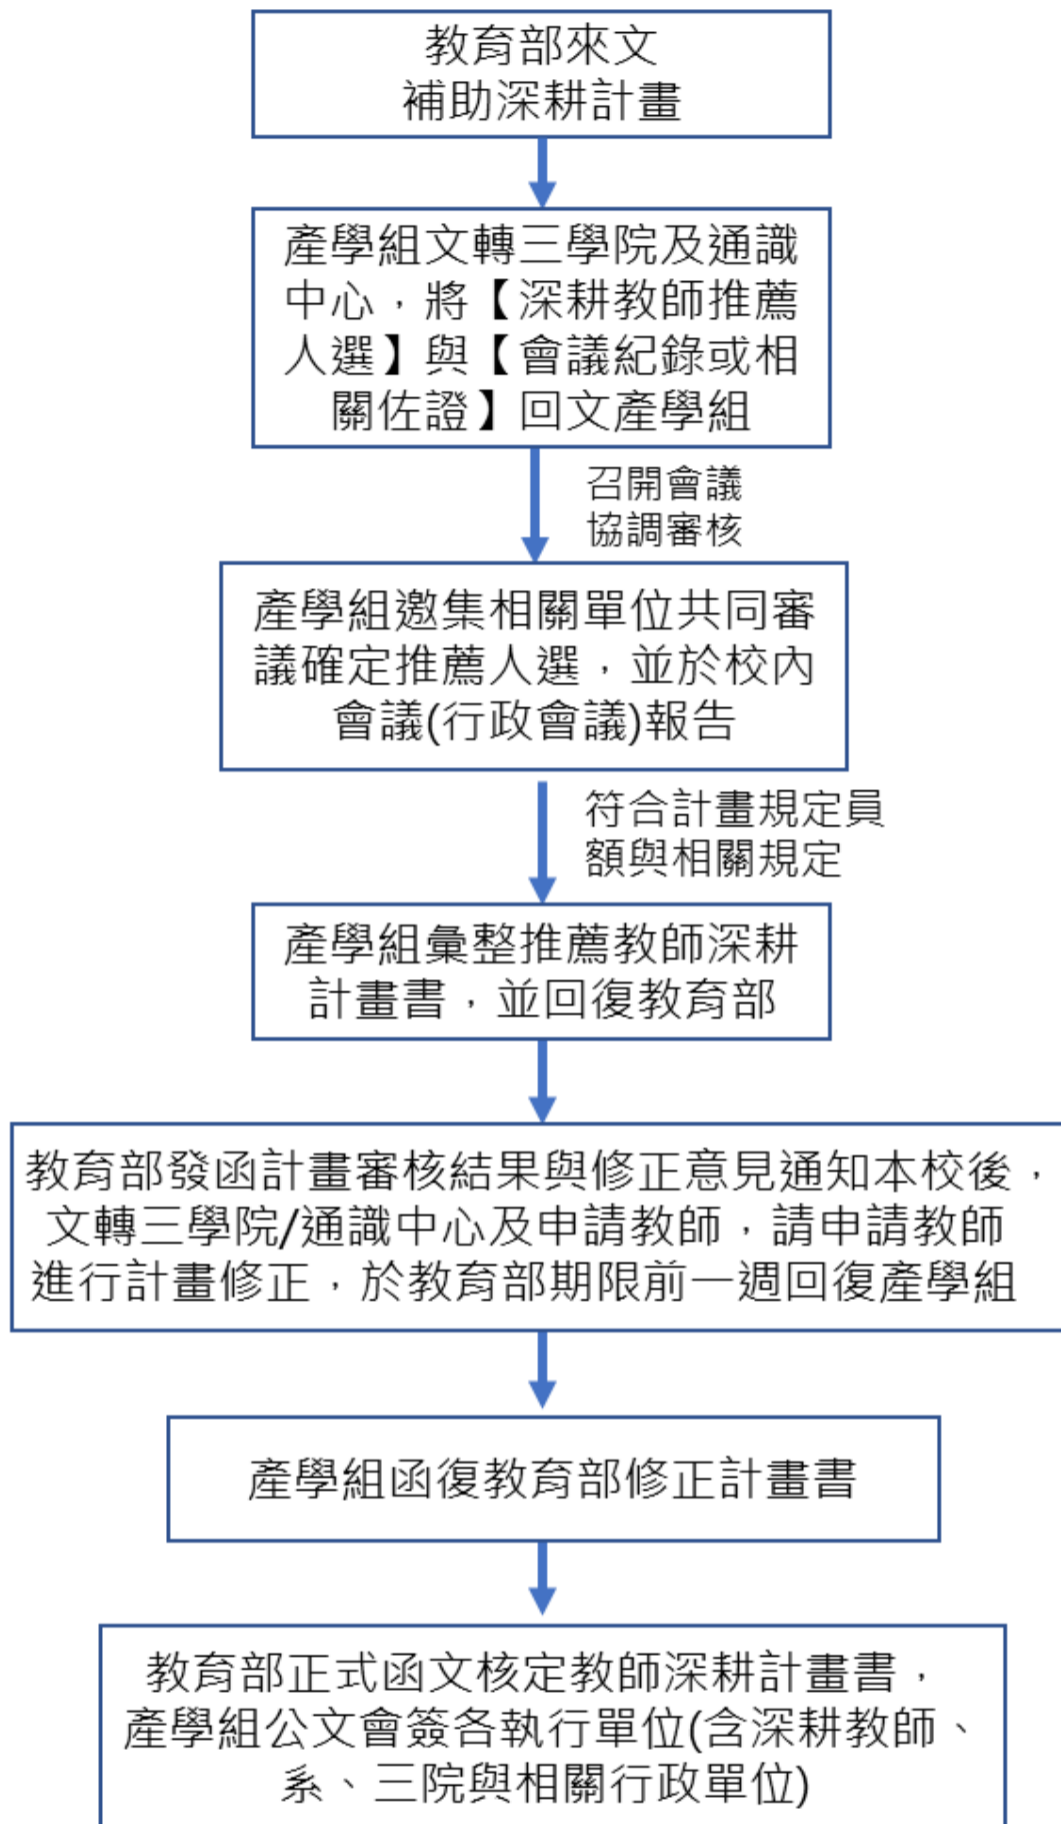 教育部來文
補助深耕計畫
產學組文轉三學院及通識
中心，將【深耕教師推薦
人選】與【會議紀錄或相
關佐證】回文產學組
召開會議
協調審核
產學組邀集相關單位共同審
議確定推薦人選，並於校內
會議(行政會議)報告
符合計畫規定員
額與相關規定
產學組彙整推薦教師深耕
計畫書，並回復教育部
教育部發函計畫審核結果與修正意見通知本校後，
文轉三學院/通識中心及申請教師，請申請教師
進行計畫修正，於教育部期限前一週回復產學組
產學組函復教育部修正計畫書
教育部正式函文核定教師深耕計畫書，
產學組公文會簽各執行單位(含深耕教師、
系、三院與相關行政單位)